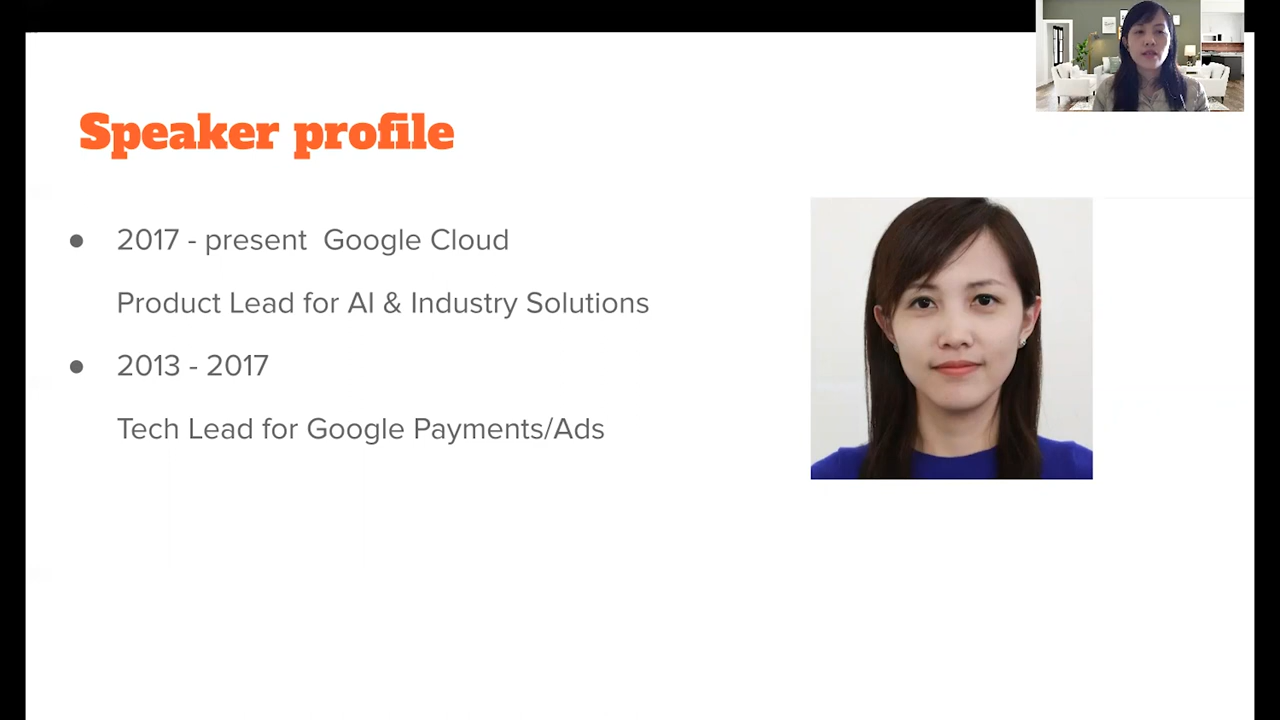 Speaker profile
● 2017 - present  Google Cloud
Product Lead for AI & Industry Solutions
● 2013 - 2017
Tech Lead for Google Payments/Ads